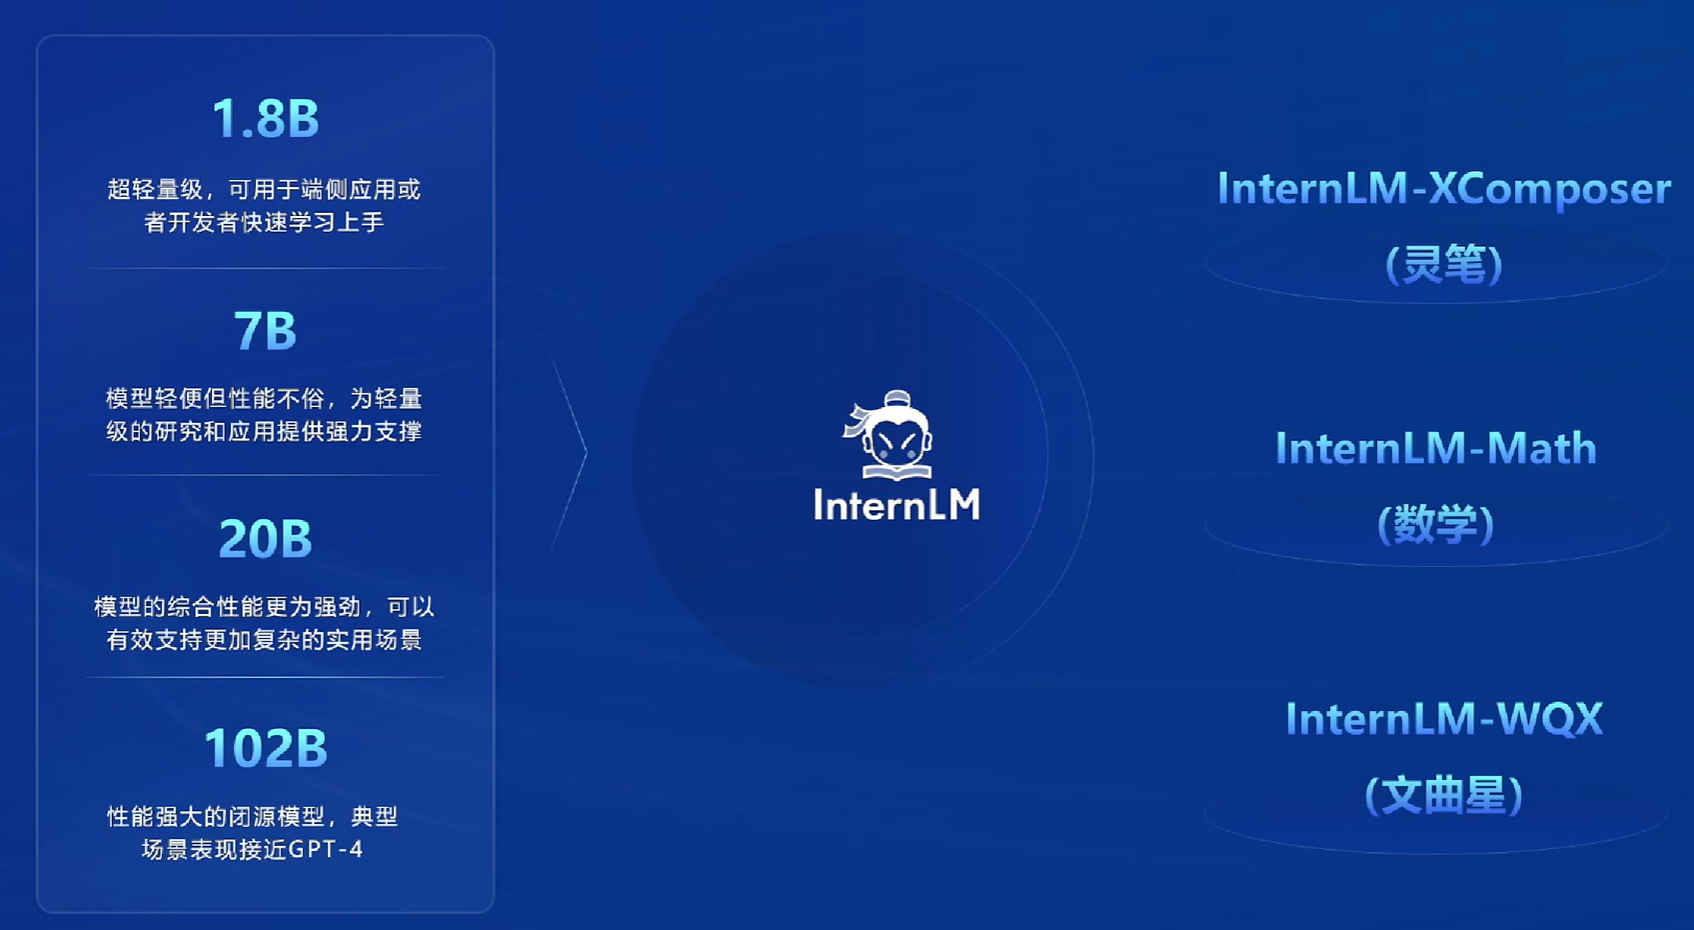 1.8B
超轻量级，可用于端侧应用或
者开发者快速学习上手
7B
模型轻便但性能不俗，为轻量
级的研究和应用提供强力支撑
20B
模型的综合性能更为强劲，可以
有效支持更加复杂的实用场景
102B
性能强大的闭源模型，典型
场景表现接近GPT-4
InternLM
InternLM-XComposer
(灵笔)
InternLM-Math
(数学)
InternLM-WQX
(文曲星)